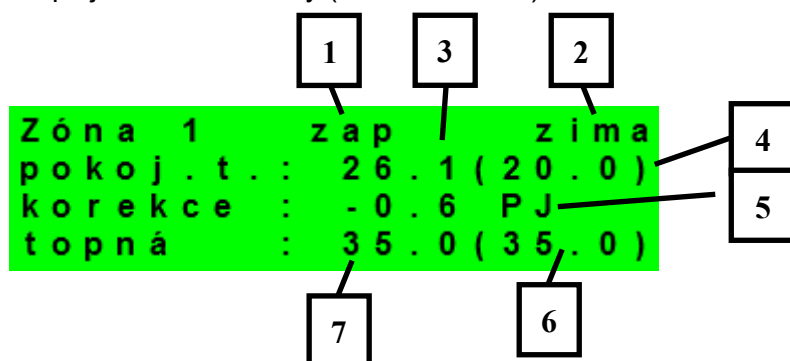 1 3 2
Zóna 1 zap zima
pokoj.t.: 26.1(20.0)
4
korekce : -0.6 PJ
5
topná : 35.0(35.0)
7 6